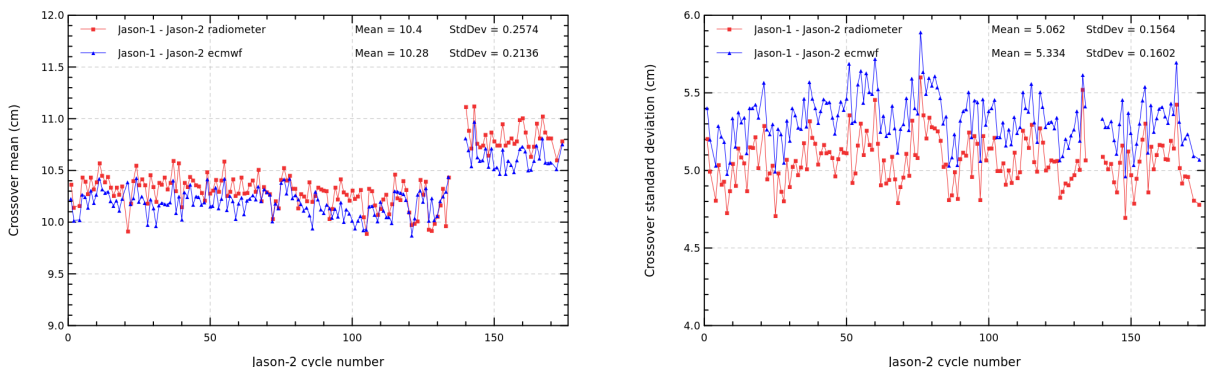 12.0
11.5
11.0
10.5
10.0
9.5
9.0
Crossover mean (cm)
Jason-1 - Jason-2 radiometer Mean = 10.4 StdDev = 0.2574
Jason-1 - Jason-2 ecmwf Mean = 10.28 StdDev = 0.2136
0 50 100 150
Jason-2 cycle number
6.0
5.5
5.0
4.5
4.0
Crossover standard deviation (cm)
Jason-1 - Jason-2 radiometer Mean = 5.062 StdDev = 0.1564
Jason-1 - Jason-2 ecmwf Mean = 5.334 StdDev = 0.1602
0 50 100 150
Jason-2 cycle number